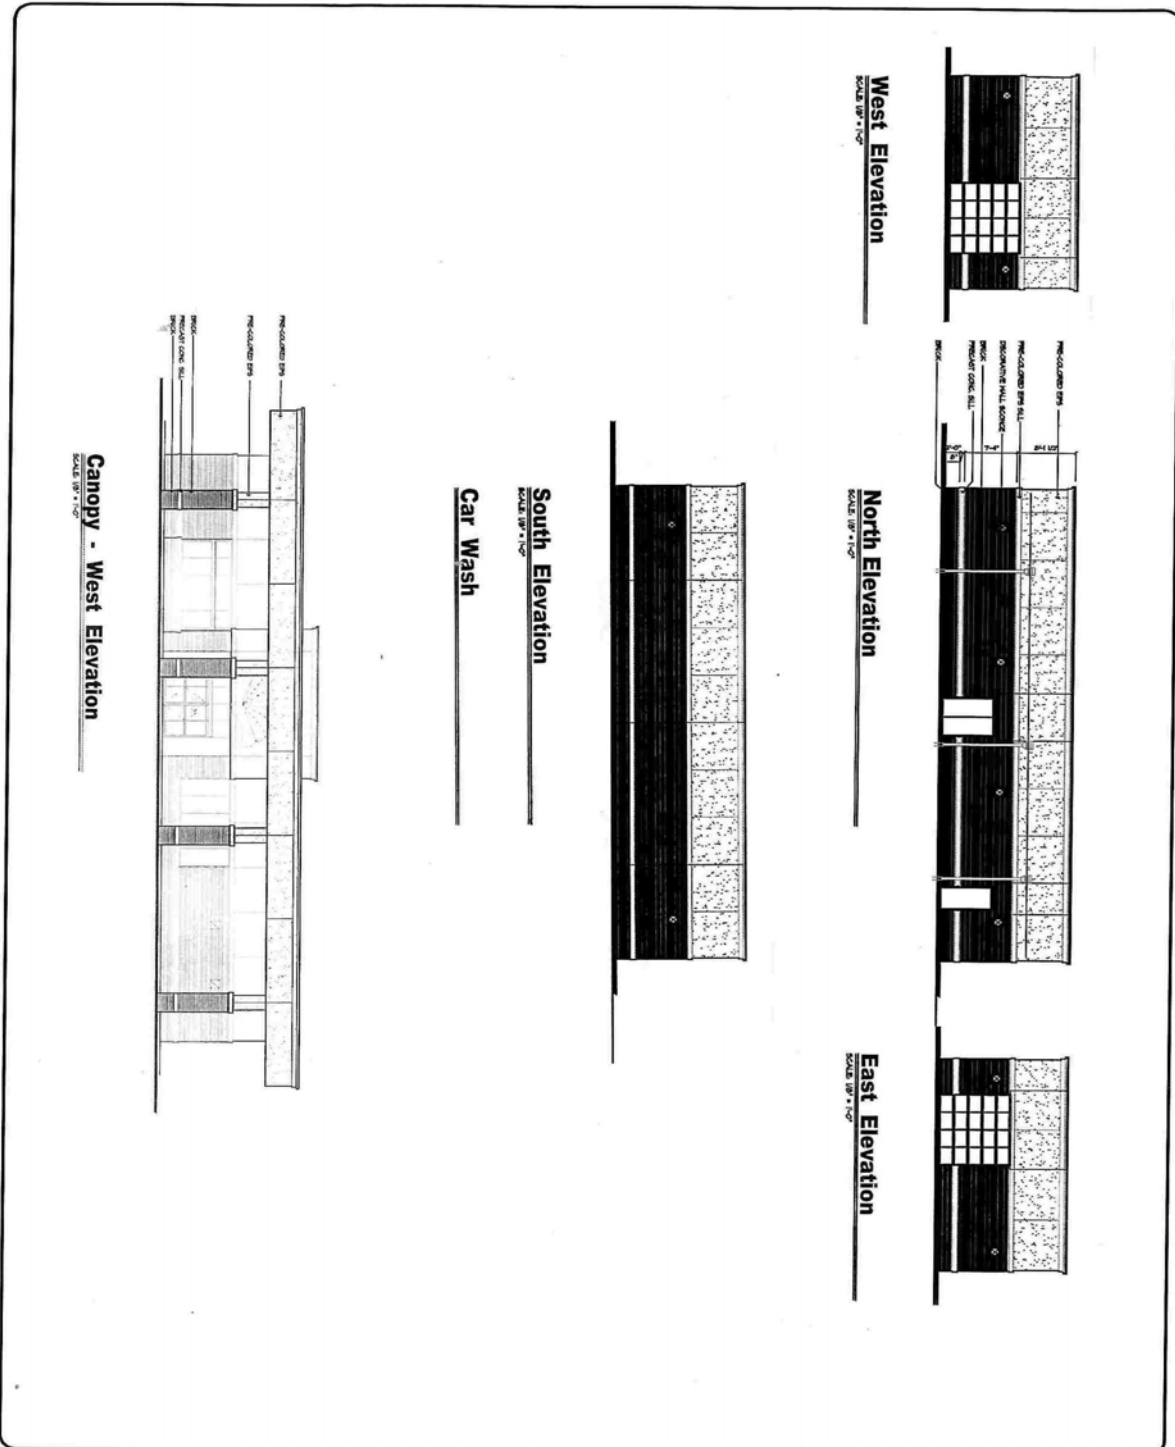 West Elevation
SCALE: 1/8" = 1'-0"
PRE-COLORED EIFS
PRE-COLORED EIFS SILL
DECORATIVE WALL SCONCE
BRICK
PRECAST CONC. SILL
BRICK
North Elevation
SCALE: 1/8" = 1'-0"
East Elevation
SCALE: 1/8" = 1'-0"
South Elevation
SCALE: 1/8" = 1'-0"
Car Wash
PRE-COLORED EIFS
PRE-COLORED EIFS
BRICK
PRECAST CONC. SILL
BRICK
Canopy - West Elevation
SCALE: 1/8" = 1'-0"